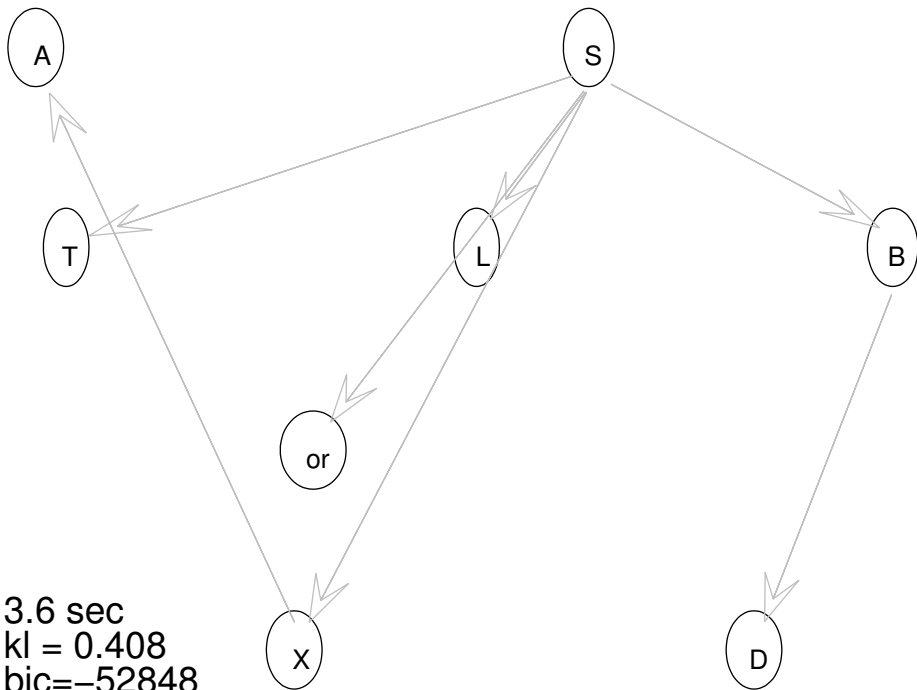 A
S
T
L
B
or
X
D
3.6 sec
kl = 0.408
bic=−52848